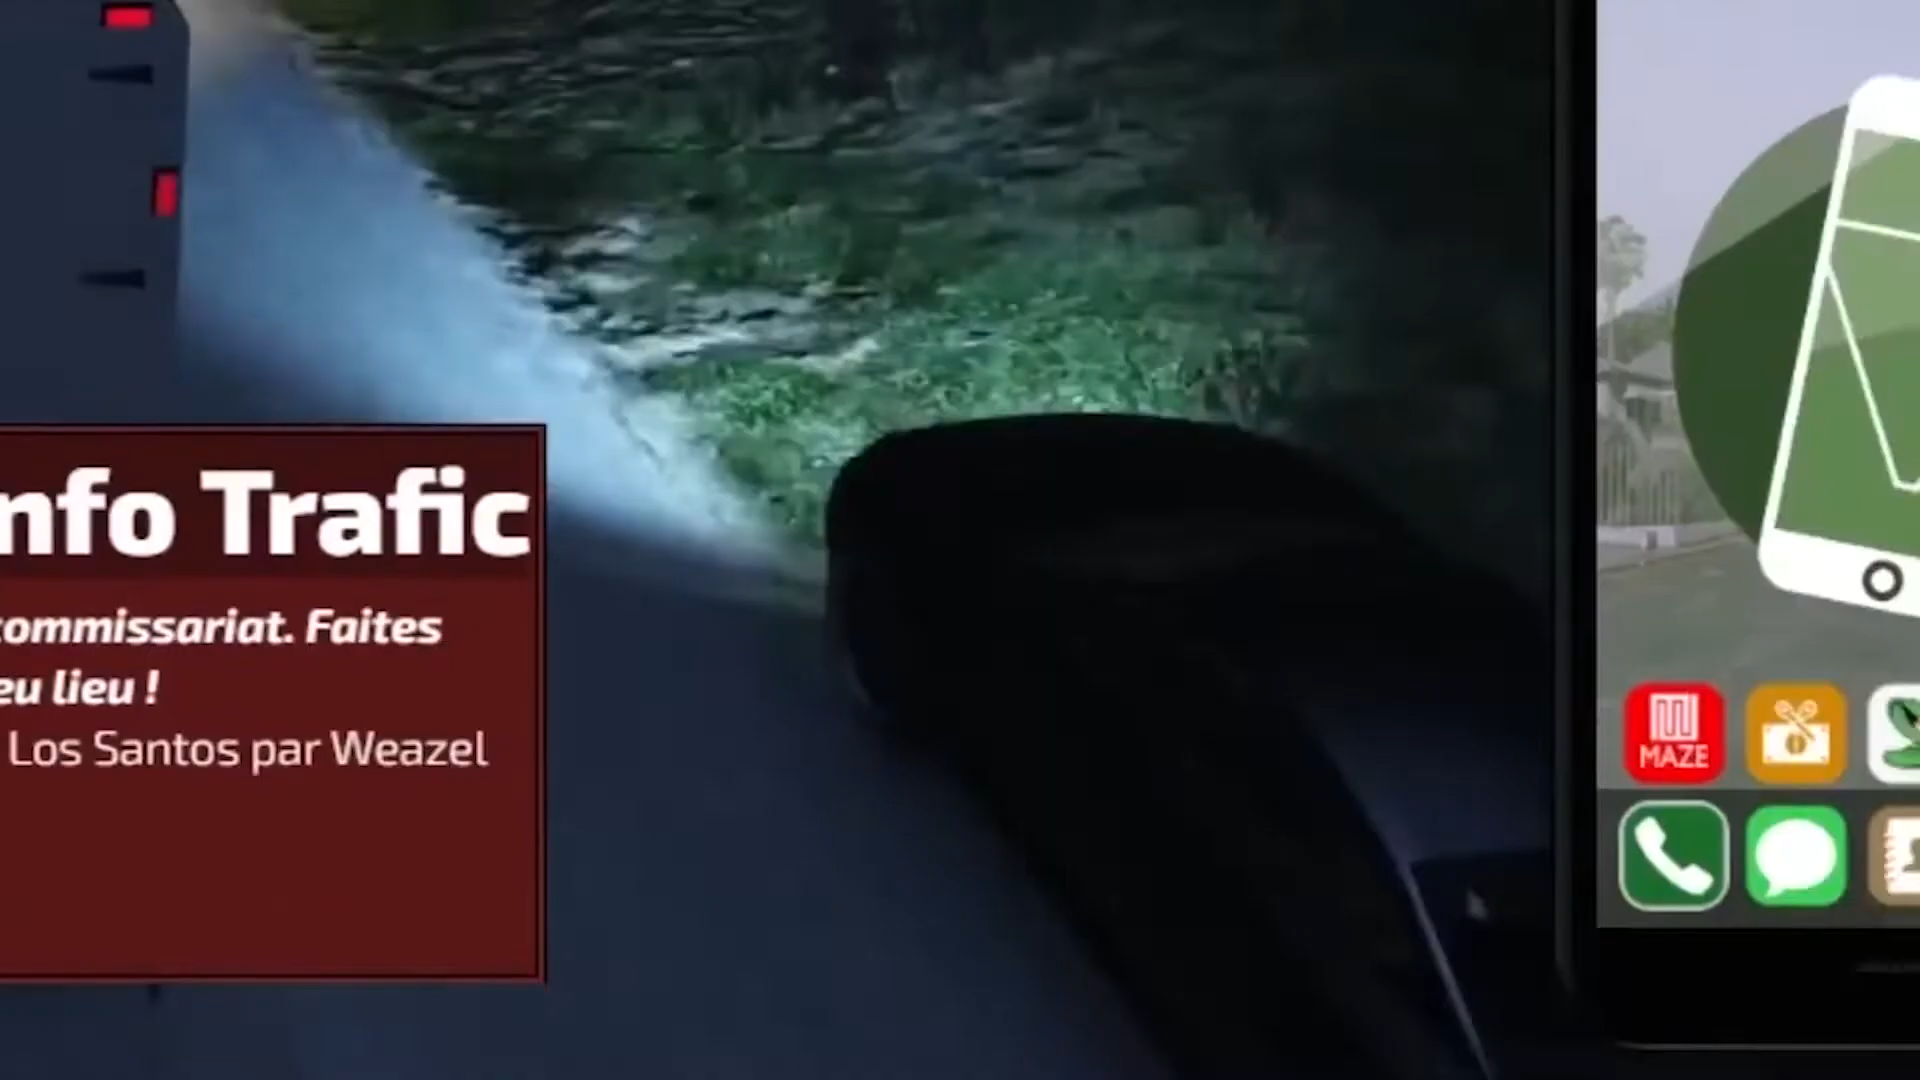 nfo Trafic
commissariat. Faites
eu lieu !
Los Santos par Weazel
MAZE